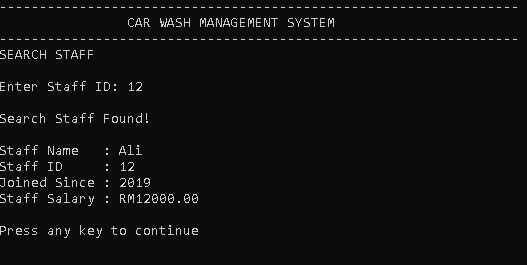 -----------------------------------------------------------------
CAR WASH MANAGEMENT SYSTEM
-----------------------------------------------------------------
SEARCH STAFF
Enter Staff ID: 12
Search Staff Found!
Staff Name   : Ali
Staff ID     : 12
Joined Since : 2019
Staff Salary : RM12000.00
Press any key to continue